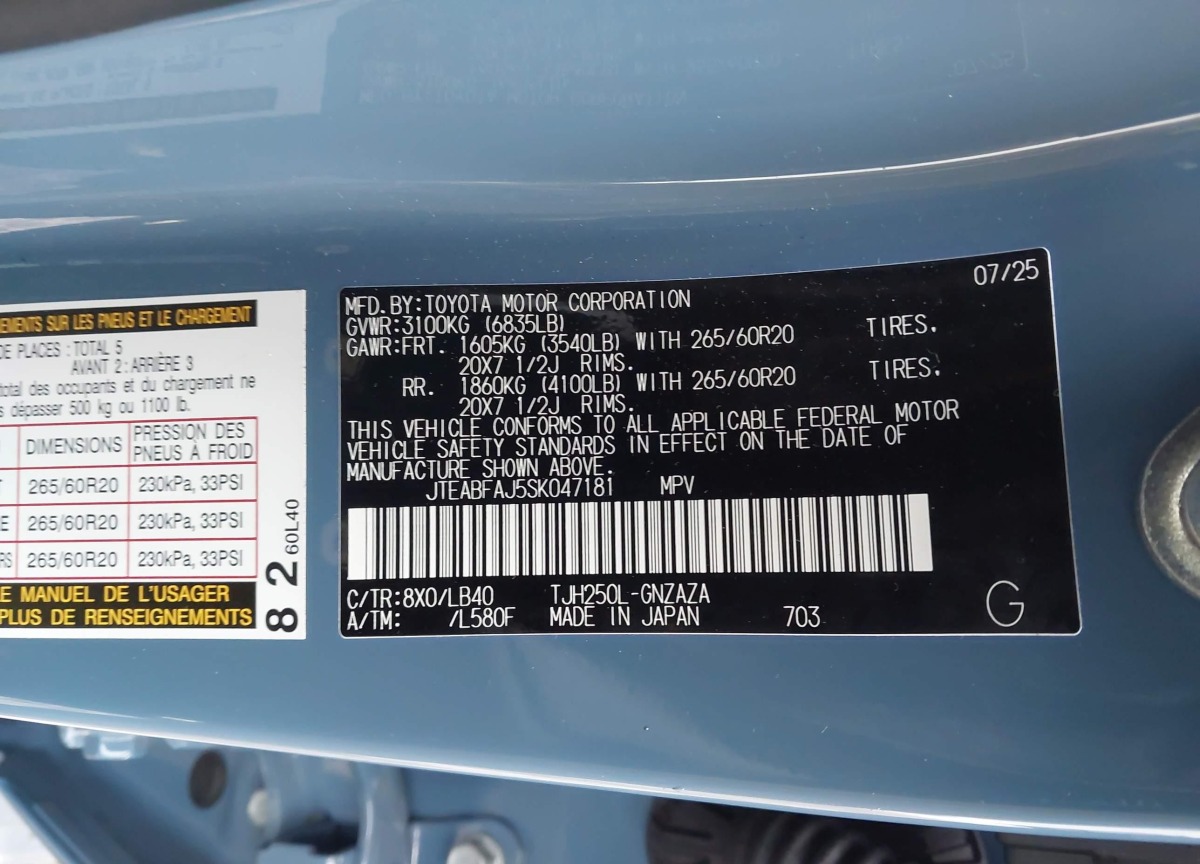 NEMENTS SUR LES PNEUS ET LE CHARGEMENT
DE PLACES : TOTAL 5
AVANT 2 : ARRIÈRE 3
total des occupants et du chargement ne
dépasser 500 kg ou 1100 lb.
DIMENSIONS PRESSION DES PNEUS À FROID
265/60R20 230kPa, 33PSI
265/60R20 230kPa, 33PSI
265/60R20 230kPa, 33PSI
E MANUEL DE L'USAGER
PLUS DE RENSEIGNEMENTS
82 60L40
07/25
MFD. BY: TOYOTA MOTOR CORPORATION
GVWR: 3100KG (6835LB)
GAWR: FRT. 1605KG (3540LB) WITH 265/60R20 TIRES.
20X7 1/2J RIMS.
RR. 1860KG (4100LB) WITH 265/60R20 TIRES.
20X7 1/2J RIMS.
THIS VEHICLE CONFORMS TO ALL APPLICABLE FEDERAL MOTOR
VEHICLE SAFETY STANDARDS IN EFFECT ON THE DATE OF
MANUFACTURE SHOWN ABOVE.
JTEABFAJ5SK047181 MPV
C/TR: 8X0/LB40 TJH250L-GNZAZA
A/TM: /L580F MADE IN JAPAN 703
G